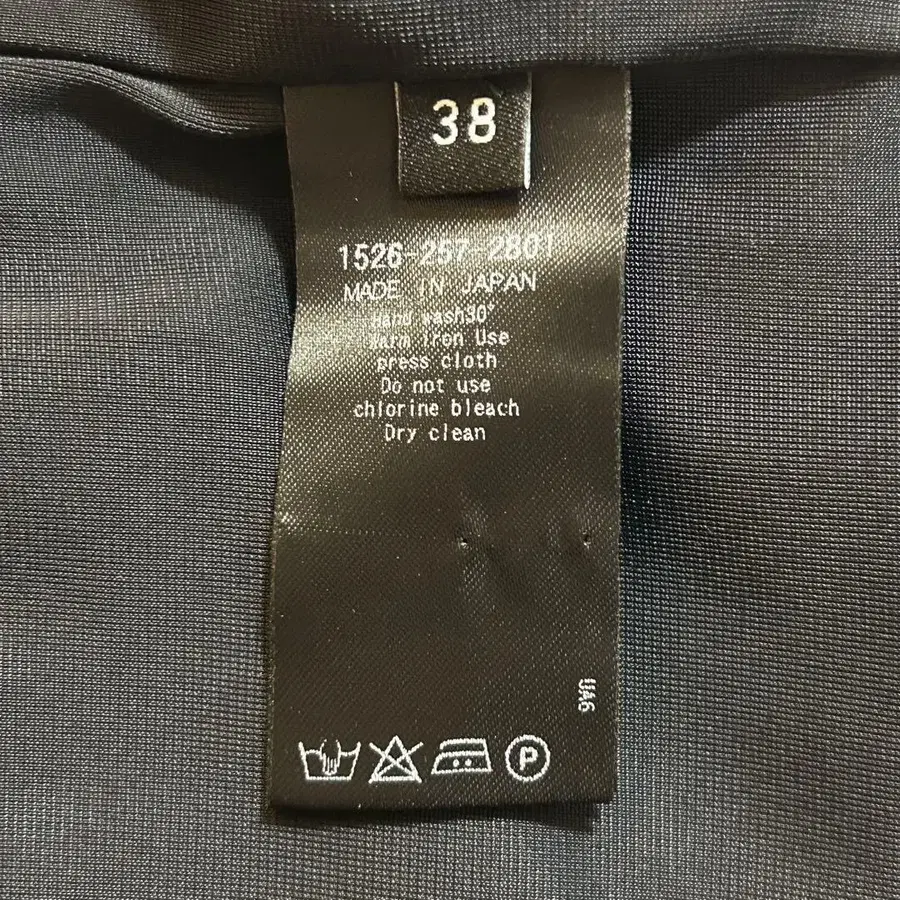 38
1526-257-2801
MADE IN JAPAN
Hand wash30°
Warm iron Use
press cloth
Do not use
chlorine bleach
Dry clean
UA6
P